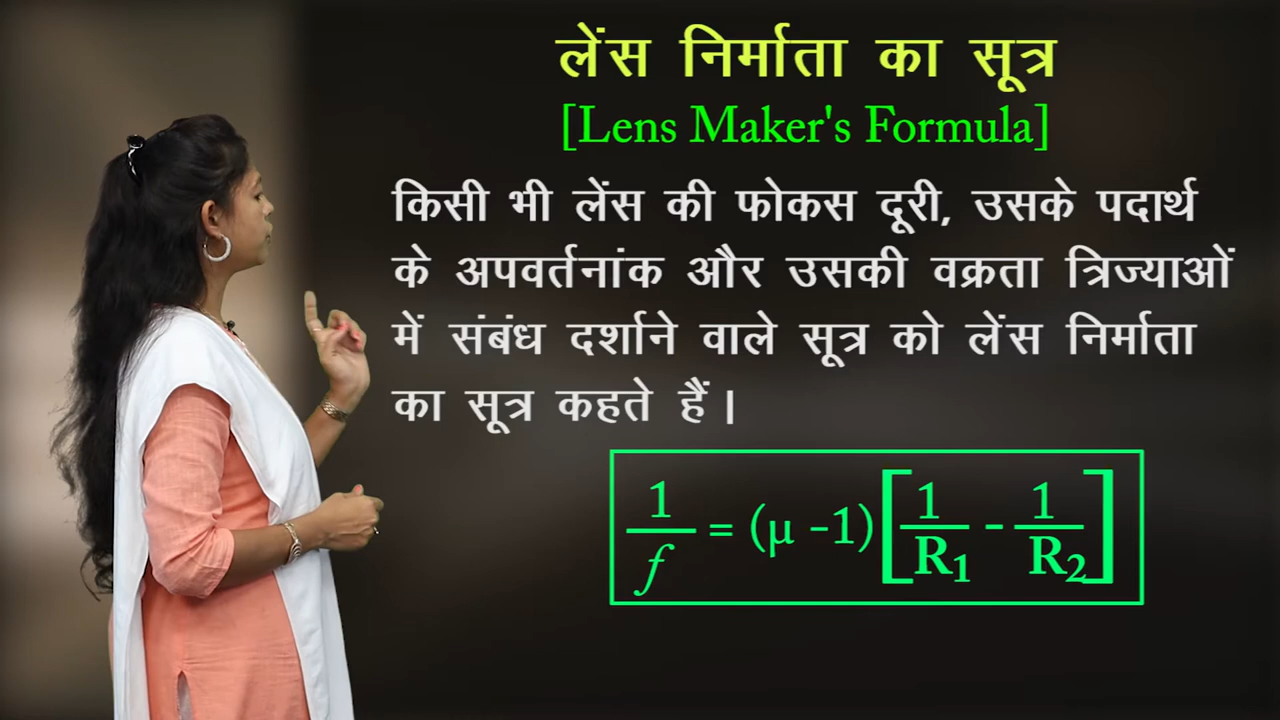 लेंस निर्माता का सूत्र
[Lens Maker's Formula]
किसी भी लेंस की फोकस दूरी, उसके पदार्थ
के अपवर्तनांक और उसकी वक्रता त्रिज्याओं
में संबंध दर्शाने वाले सूत्र को लेंस निर्माता
का सूत्र कहते हैं।
1/f = (μ -1)[1/R₁ - 1/R₂]